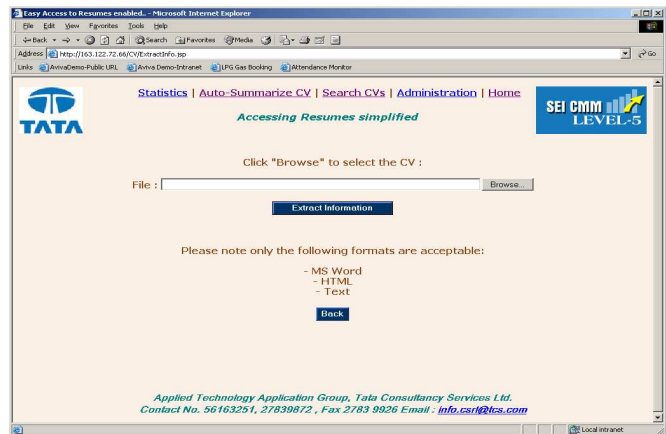 Easy Access to Resumes enabled.. - Microsoft Internet Explorer
File Edit View Favorites Tools Help
Back Search Favorites Media
Address http://163.122.72.66/CV/ExtractInfo.jsp Go
Links AvivaDemo-Public URL Aviva Demo-Intranet LPG Gas Booking Attendance Monitor
Statistics | Auto-Summarize CV | Search CVs | Administration | Home
TATA
Accessing Resumes simplified
SEI CMM
LEVEL-5
Click "Browse" to select the CV :
File : Browse...
Extract Information
Please note only the following formats are acceptable:
- MS Word
- HTML
- Text
Back
Applied Technology Application Group, Tata Consultancy Services Ltd.
Contact No. 56163251, 27839872 , Fax 2783 9926 Email : info.csrl@tcs.com
Local intranet